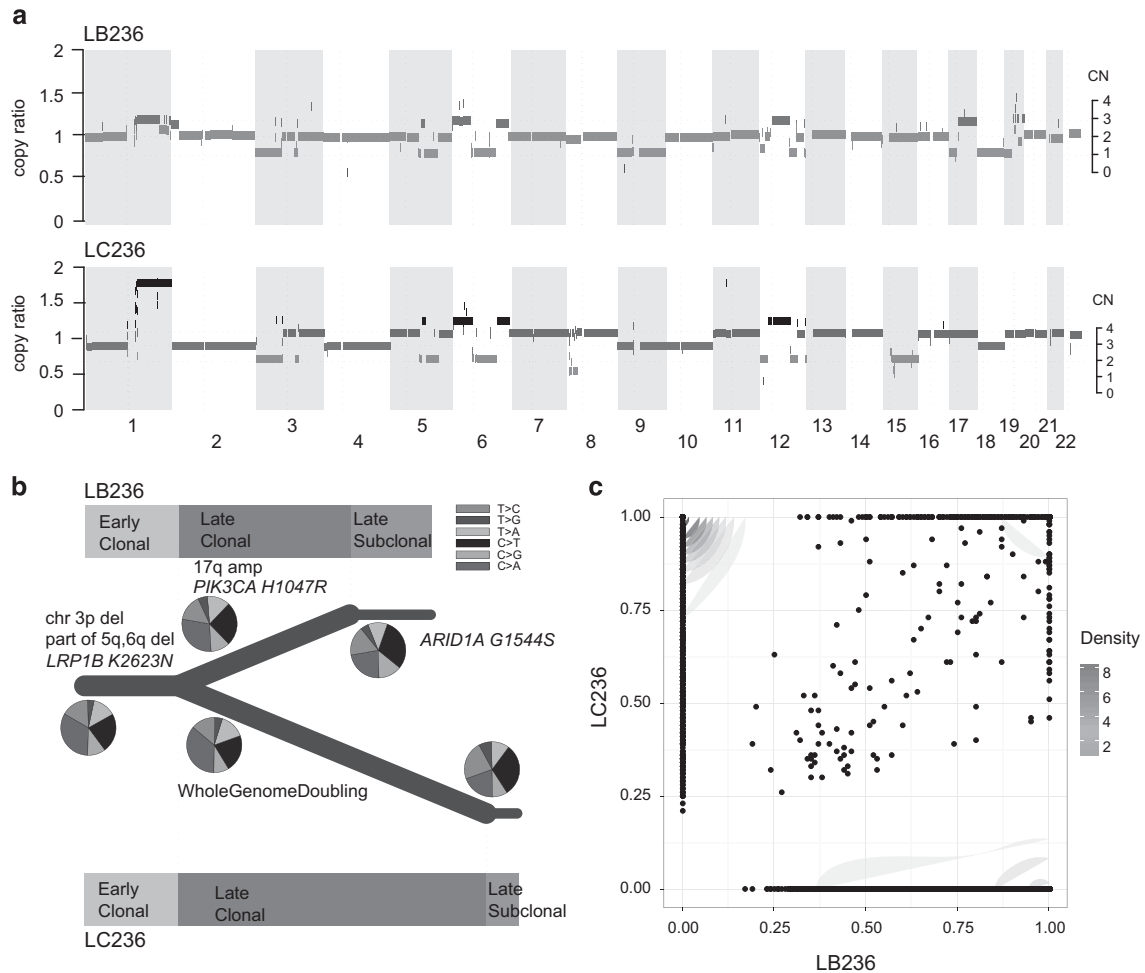 a
LB236
2
1.5
1
0.5
0
copy ratio
CN
4
3
2
1
0
LC236
2
1.5
1
0.5
0
copy ratio
CN
4
3
2
1
0
1 2 3 4 5 6 7 8 9 10 11 12 13 14 15 16 17 18 19 20 21 22
b
LB236
Early
Clonal
Late
Clonal
Late
Subclonal
T>C
T>G
T>A
C>T
C>G
C>A
17q amp
PIK3CA H1047R
chr 3p del
part of 5q,6q del
LRP1B K2623N
ARID1A G1544S
WholeGenomeDoubling
Early
Clonal
Late
Clonal
Late
Subclonal
LC236
c
1.00
0.75
0.50
0.25
0.00
LC236
0.00 0.25 0.50 0.75 1.00
LB236
Density
8
6
4
2